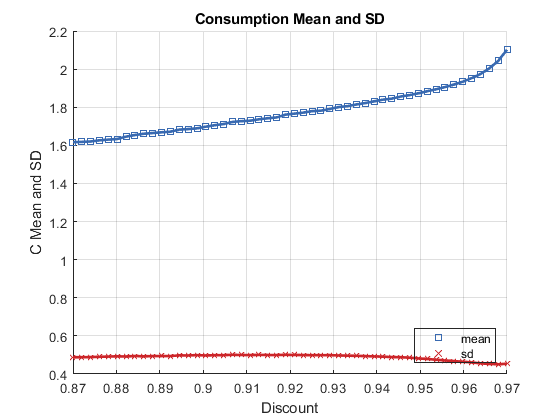 Consumption Mean and SD
2.2
2
1.8
1.6
1.4
1.2
1
0.8
0.6
0.4
C Mean and SD
mean
sd
0.87 0.88 0.89 0.9 0.91 0.92 0.93 0.94 0.95 0.96 0.97
Discount